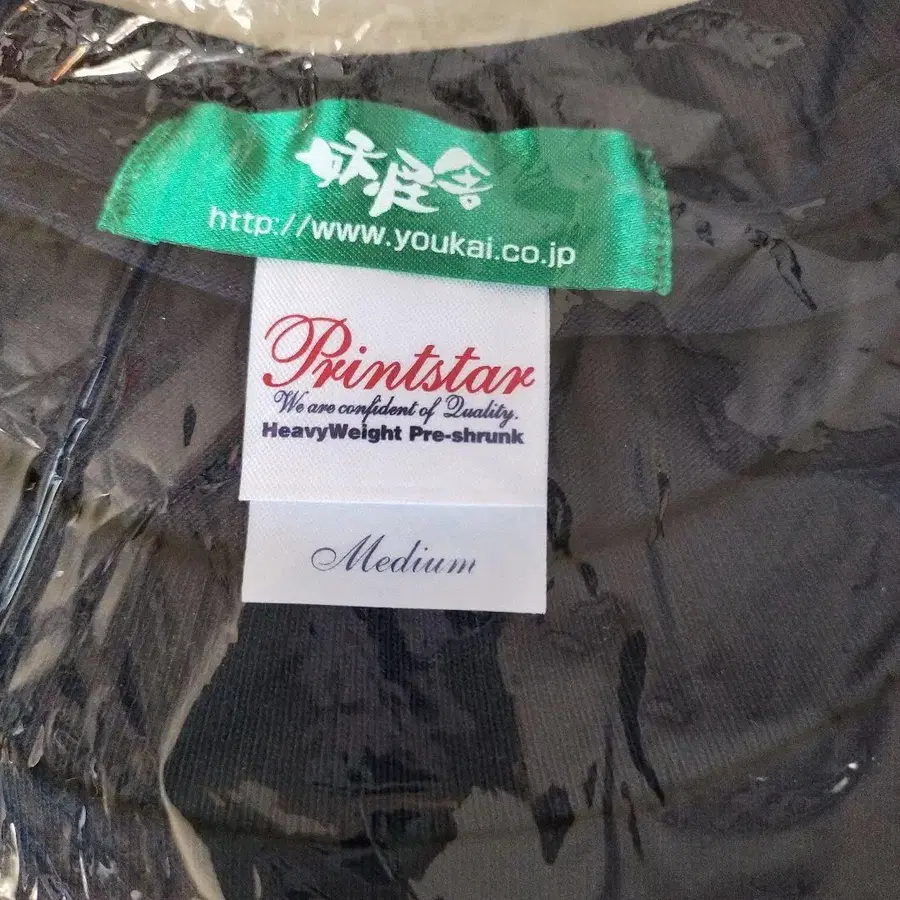 妖怪舎
http://www.youkai.co.jp
Printstar
We are confident of Quality.
HeavyWeight Pre-shrunk
Medium